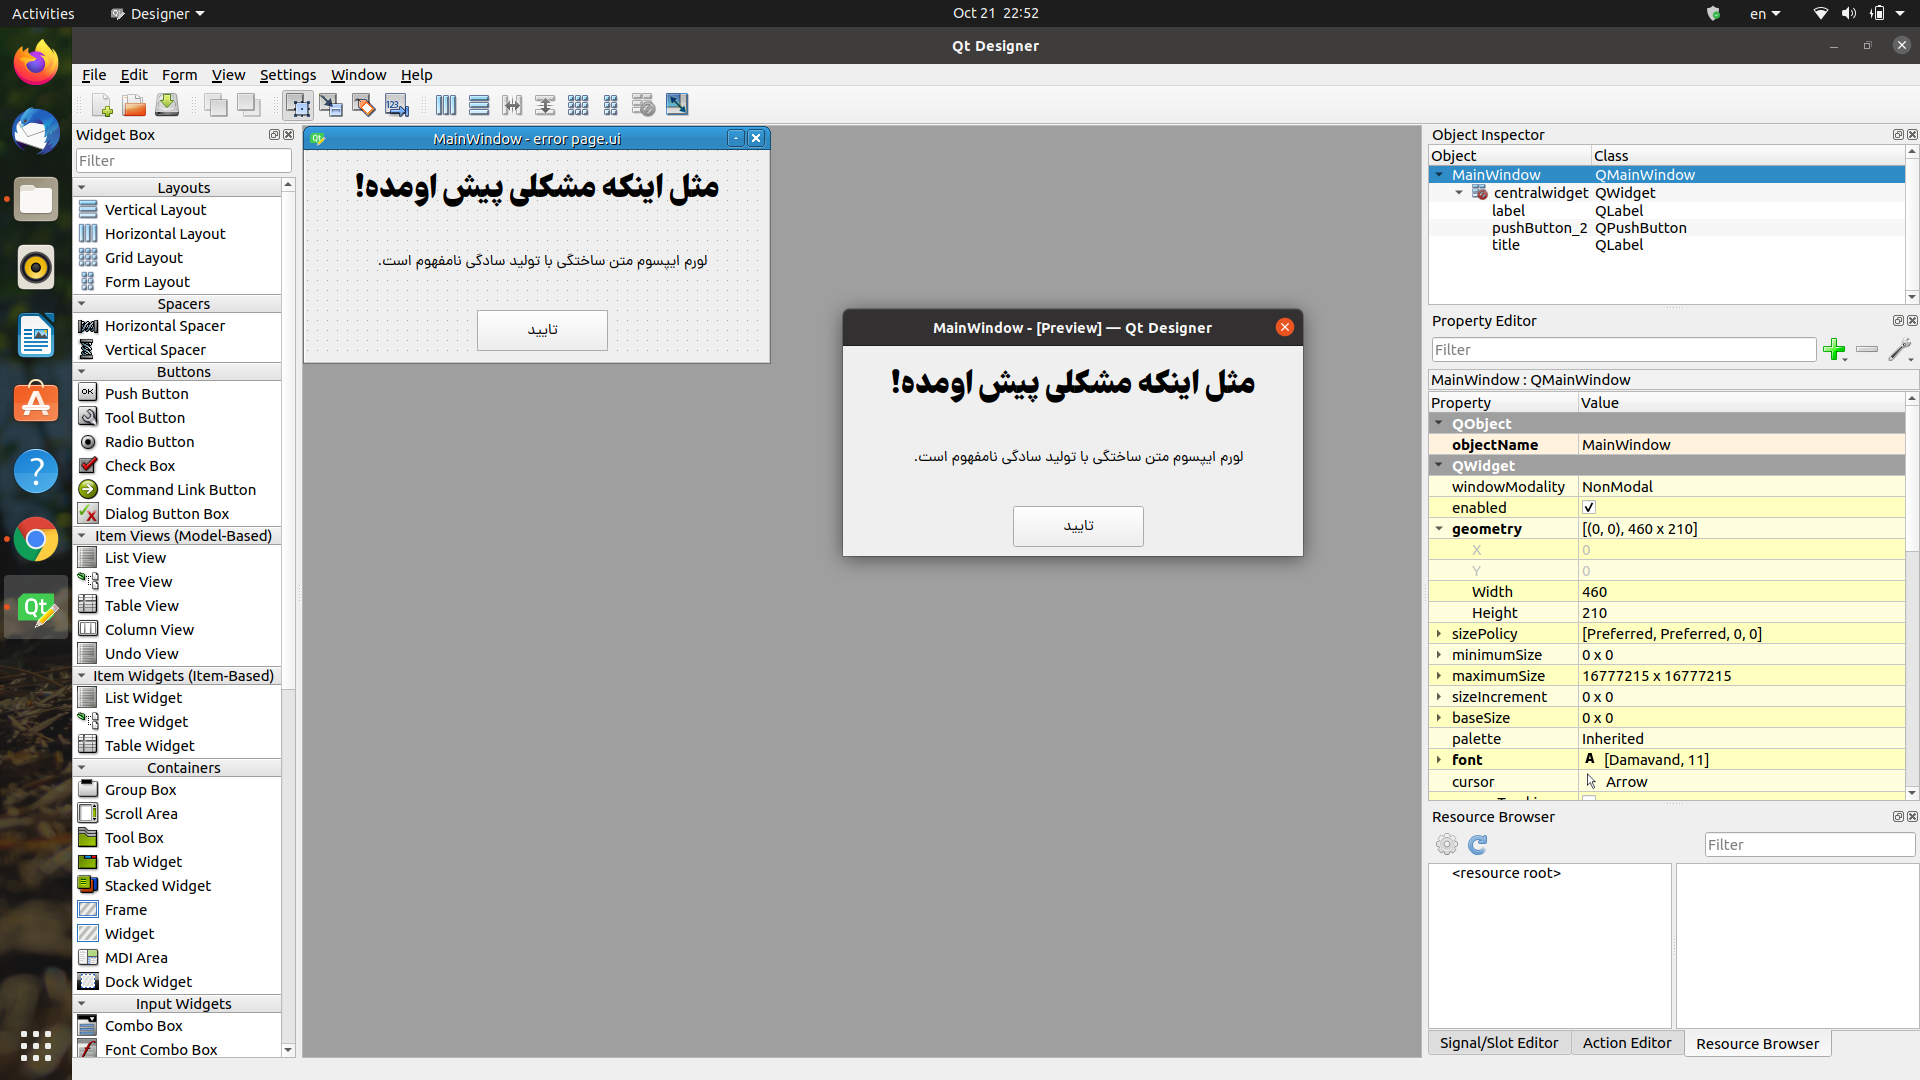 Activities
Designer
Oct 21 22:52
en
Qt Designer
File Edit Form View Settings Window Help
Widget Box
Filter
Layouts
Vertical Layout
Horizontal Layout
Grid Layout
Form Layout
Spacers
Horizontal Spacer
Vertical Spacer
Buttons
Push Button
Tool Button
Radio Button
Check Box
Command Link Button
Dialog Button Box
Item Views (Model-Based)
List View
Tree View
Table View
Column View
Undo View
Item Widgets (Item-Based)
List Widget
Tree Widget
Table Widget
Containers
Group Box
Scroll Area
Tool Box
Tab Widget
Stacked Widget
Frame
Widget
MDI Area
Dock Widget
Input Widgets
Combo Box
Font Combo Box
MainWindow - error page.ui
مثل اینکه مشکلی پیش اومده!
لورم ایپسوم متن ساختگی با تولید سادگی نامفهوم است.
تایید
MainWindow - [Preview] — Qt Designer
مثل اینکه مشکلی پیش اومده!
لورم ایپسوم متن ساختگی با تولید سادگی نامفهوم است.
تایید
Object Inspector
Object Class
MainWindow QMainWindow
centralwidget QWidget
label QLabel
pushButton_2 QPushButton
title QLabel
Property Editor
Filter
MainWindow : QMainWindow
Property Value
QObject
objectName MainWindow
QWidget
windowModality NonModal
enabled
geometry [(0, 0), 460 x 210]
X 0
Y 0
Width 460
Height 210
sizePolicy [Preferred, Preferred, 0, 0]
minimumSize 0 x 0
maximumSize 16777215 x 16777215
sizeIncrement 0 x 0
baseSize 0 x 0
palette Inherited
font A [Damavand, 11]
cursor Arrow
Resource Browser
Filter
<resource root>
Signal/Slot Editor Action Editor Resource Browser